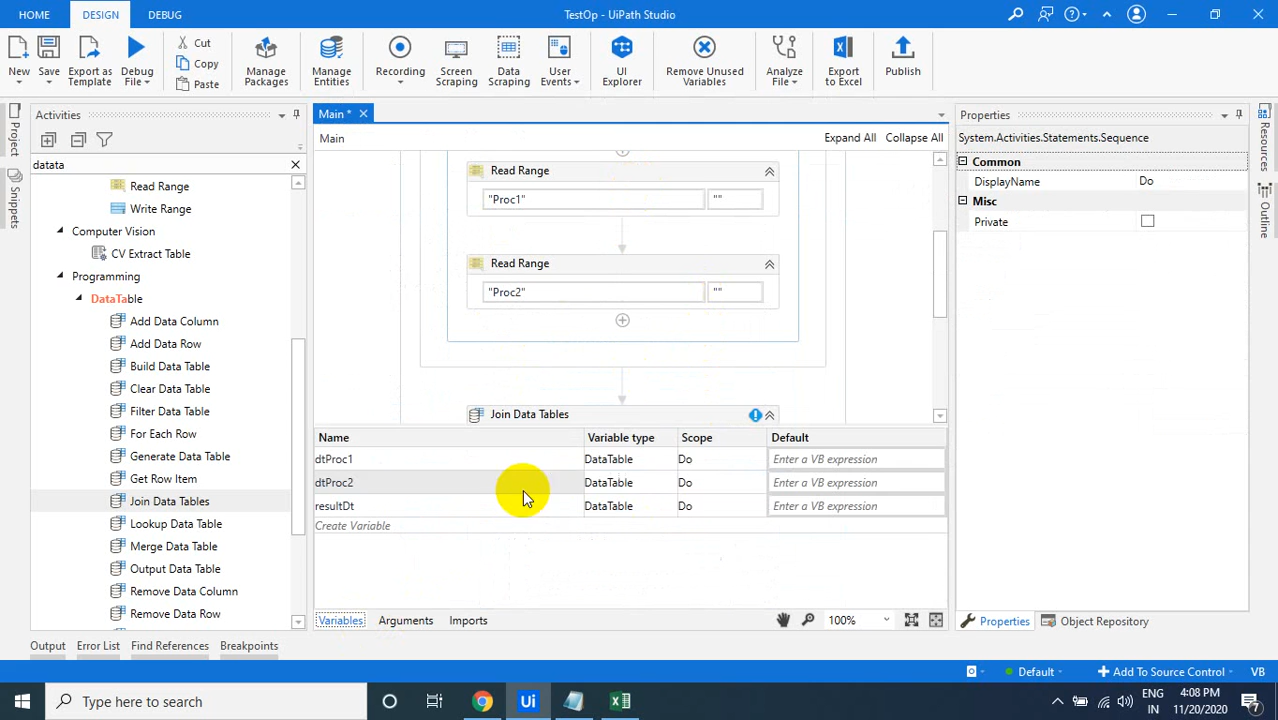 HOME DESIGN DEBUG TestOp - UiPath Studio
New Save Export as Template Debug File Cut Copy Paste Manage Packages Manage Entities Recording Screen Scraping Data Scraping User Events UI Explorer Remove Unused Variables Analyze File Export to Excel Publish
Project
Snippets
Activities
datata
Read Range
Write Range
Computer Vision
CV Extract Table
Programming
DataTable
Add Data Column
Add Data Row
Build Data Table
Clear Data Table
Filter Data Table
For Each Row
Generate Data Table
Get Row Item
Join Data Tables
Lookup Data Table
Merge Data Table
Output Data Table
Remove Data Column
Remove Data Row
Main *
Main Expand All Collapse All
Read Range
"Proc1" ""
Read Range
"Proc2" ""
Join Data Tables
Name Variable type Scope Default
dtProc1 DataTable Do Enter a VB expression
dtProc2 DataTable Do Enter a VB expression
resultDt DataTable Do Enter a VB expression
Create Variable
Variables Arguments Imports 100%
Properties
System.Activities.Statements.Sequence
Common
DisplayName Do
Misc
Private
Properties Object Repository
Resources
Outline
Output Error List Find References Breakpoints
Default Add To Source Control VB
Type here to search
Ui
ENG
IN
4:08 PM
11/20/2020
7